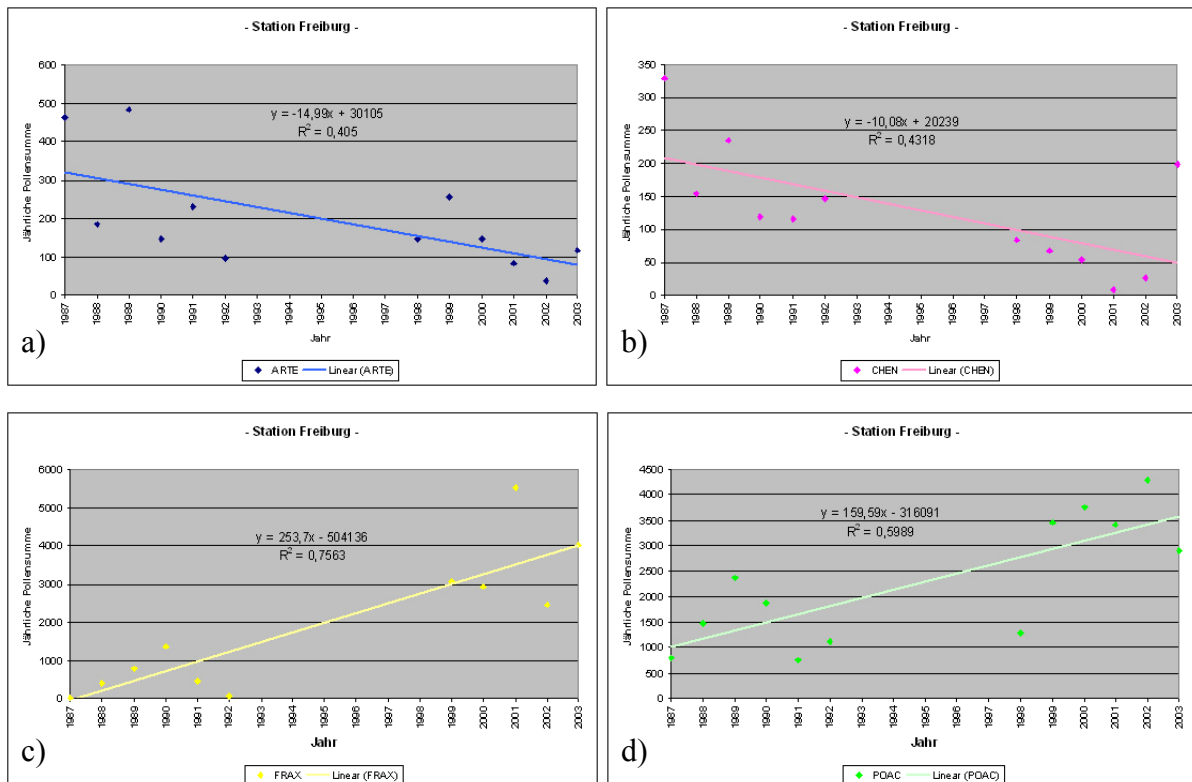 - Station Freiburg -
Jährliche Pollensumme
600
500
400
300
200
100
0
y = -14,99x + 30105
R² = 0,405
1987 1988 1989 1990 1991 1992 1993 1994 1995 1996 1997 1998 1999 2000 2001 2002 2003
Jahr
a)
ARTE Linear (ARTE)
- Station Freiburg -
Jährliche Pollensumme
350
300
250
200
150
100
50
0
y = -10,08x + 20239
R² = 0,4318
1987 1988 1989 1990 1991 1992 1993 1994 1995 1996 1997 1998 1999 2000 2001 2002 2003
Jahr
b)
CHEN Linear (CHEN)
- Station Freiburg -
Jährliche Pollensumme
6000
5000
4000
3000
2000
1000
0
y = 253,7x - 504136
R² = 0,7563
1987 1988 1989 1990 1991 1992 1993 1994 1995 1996 1997 1998 1999 2000 2001 2002 2003
Jahr
c)
FRAX Linear (FRAX)
- Station Freiburg -
Jährliche Pollensumme
4500
4000
3500
3000
2500
2000
1500
1000
500
0
y = 159,59x - 316091
R² = 0,5989
1987 1988 1989 1990 1991 1992 1993 1994 1995 1996 1997 1998 1999 2000 2001 2002 2003
Jahr
d)
POAC Linear (POAC)